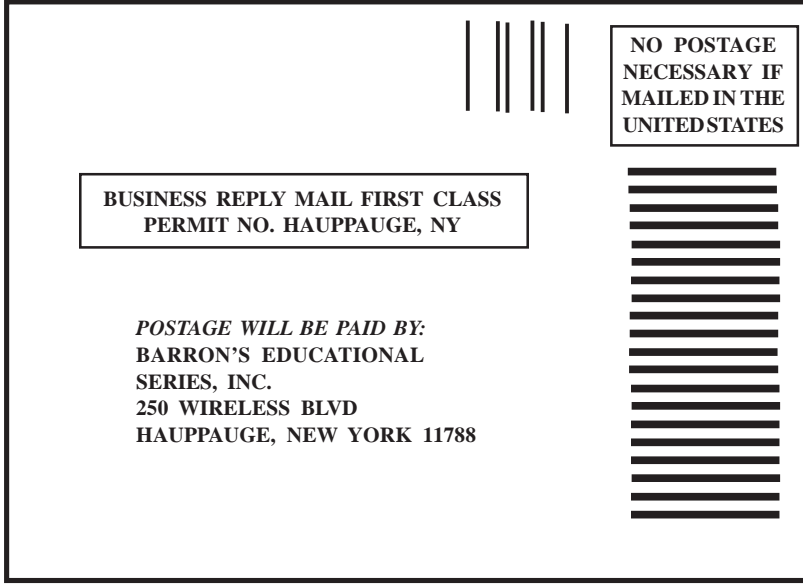 NO POSTAGE
NECESSARY IF
MAILED IN THE
UNITED STATES
BUSINESS REPLY MAIL FIRST CLASS
PERMIT NO. HAUPPAUGE, NY
POSTAGE WILL BE PAID BY:
BARRON'S EDUCATIONAL
SERIES, INC.
250 WIRELESS BLVD
HAUPPAUGE, NEW YORK 11788